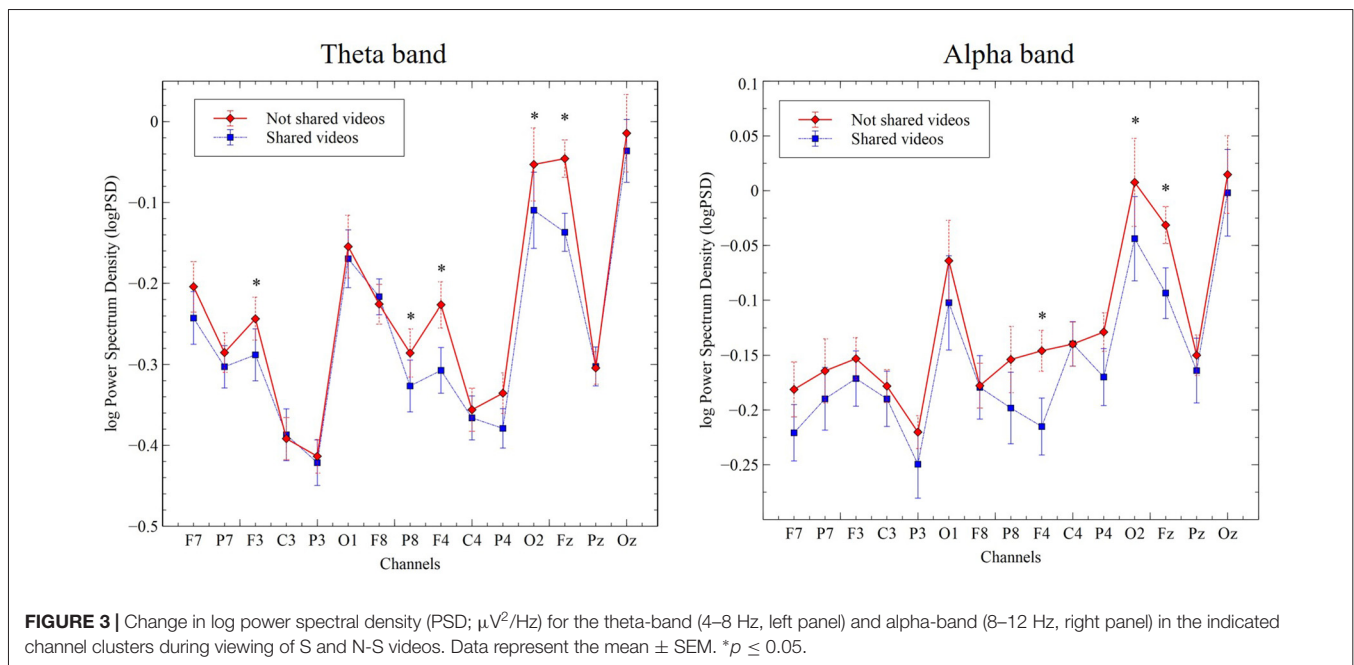 Theta band
Not shared videos
Shared videos
log Power Spectrum Density (logPSD)
0
−0.1
−0.2
−0.3
−0.4
−0.5
* * * * * *
F7 P7 F3 C3 P3 O1 F8 P8 F4 C4 P4 O2 Fz Pz Oz
Channels
Alpha band
Not shared videos
Shared videos
log Power Spectrum Density (logPSD)
0.1
0.05
0
−0.05
−0.1
−0.15
−0.2
−0.25
* * *
F7 P7 F3 C3 P3 O1 F8 P8 F4 C4 P4 O2 Fz Pz Oz
Channels
FIGURE 3 | Change in log power spectral density (PSD; μV²/Hz) for the theta-band (4–8 Hz, left panel) and alpha-band (8–12 Hz, right panel) in the indicated
channel clusters during viewing of S and N-S videos. Data represent the mean ± SEM. *p ≤ 0.05.